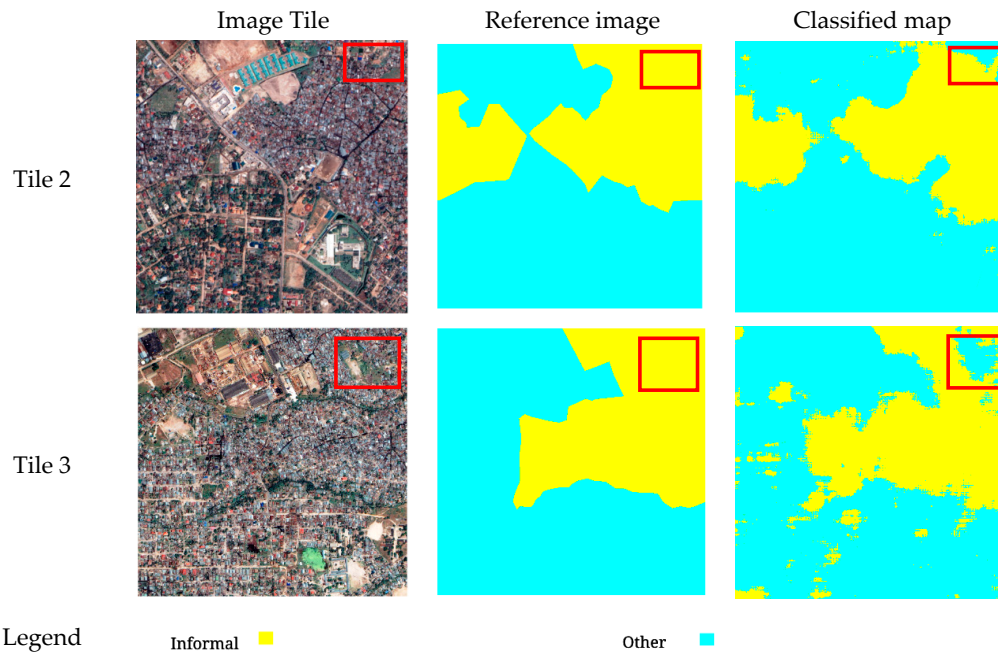 Image Tile Reference image Classified map
Tile 2
Tile 3
Legend Informal Other